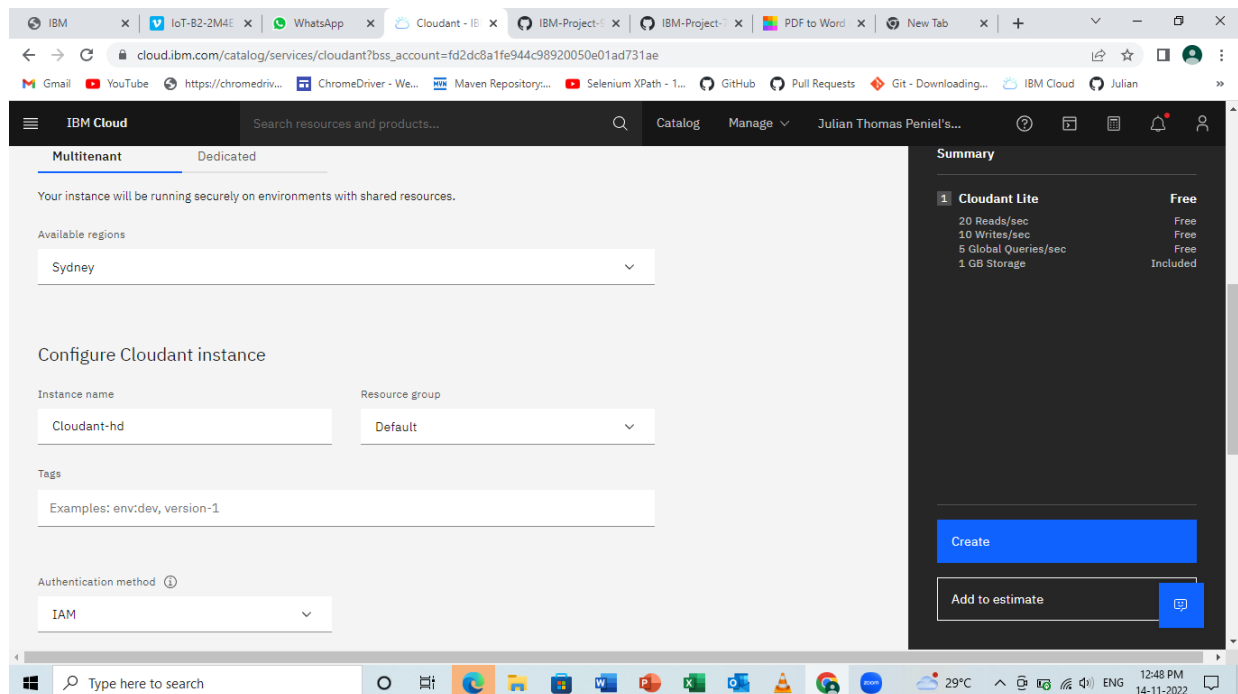 IBM
IoT-B2-2M4E
WhatsApp
Cloudant - IB
IBM-Project-9
IBM-Project-7
PDF to Word
New Tab
cloud.ibm.com/catalog/services/cloudant?bss_account=fd2dc8a1fe944c98920050e01ad731ae
Gmail
YouTube
https://chromedriv...
ChromeDriver - We...
Maven Repository:...
Selenium XPath - 1...
GitHub
Pull Requests
Git - Downloading...
IBM Cloud
Julian
»
IBM Cloud
Search resources and products...
Catalog
Manage
Julian Thomas Peniel's...
Multitenant
Dedicated
Your instance will be running securely on environments with shared resources.
Available regions
Sydney
Configure Cloudant instance
Instance name
Resource group
Cloudant-hd
Default
Tags
Examples: env:dev, version-1
Authentication method
IAM
Summary
1 Cloudant Lite Free
20 Reads/sec Free
10 Writes/sec Free
5 Global Queries/sec Free
1 GB Storage Included
Create
Add to estimate
Type here to search
29°C
ENG
12:48 PM
14-11-2022